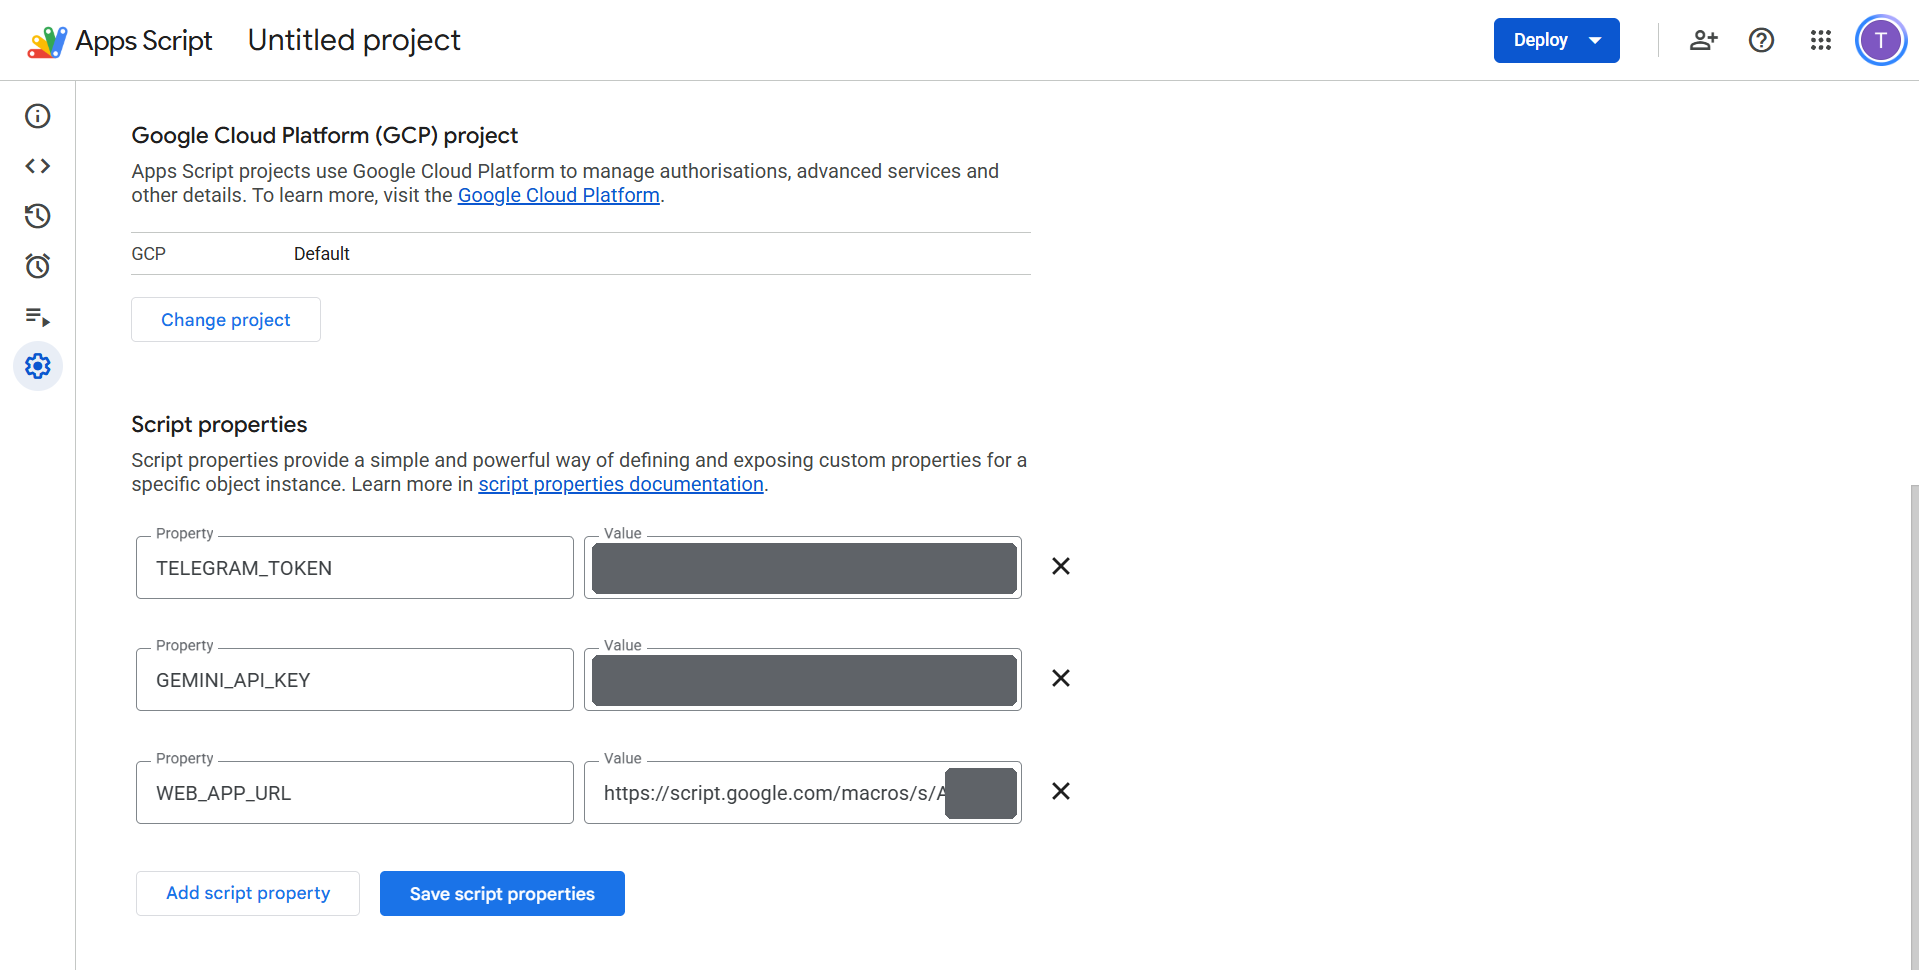 Apps Script
Untitled project
Deploy
T
Google Cloud Platform (GCP) project
Apps Script projects use Google Cloud Platform to manage authorisations, advanced services and
other details. To learn more, visit the Google Cloud Platform.
GCP
Default
Change project
Script properties
Script properties provide a simple and powerful way of defining and exposing custom properties for a
specific object instance. Learn more in script properties documentation.
Property
Value
TELEGRAM_TOKEN
Property
Value
GEMINI_API_KEY
Property
Value
WEB_APP_URL
https://script.google.com/macros/s/A
Add script property
Save script properties